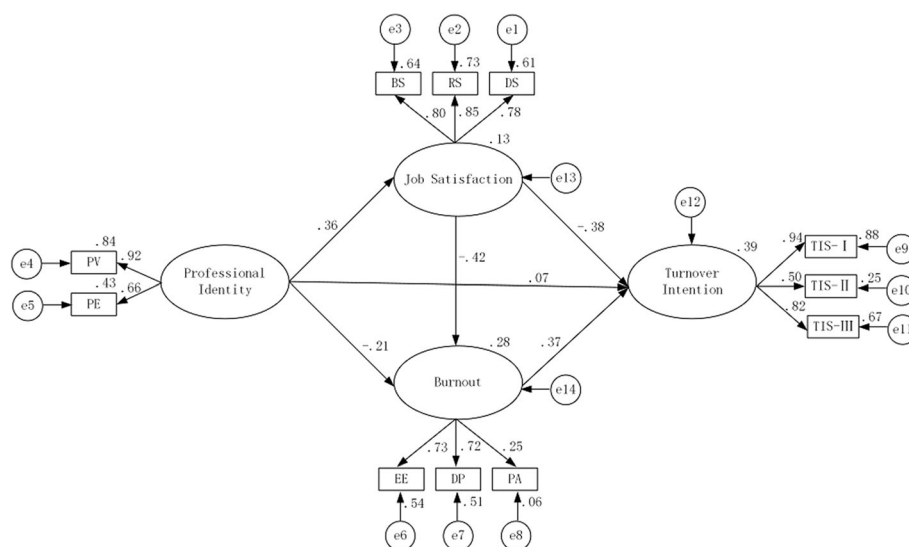 e3 e2 e1
.64 .73 .61
BS RS DS
.80 .85 .78
.13
Job Satisfaction
e13
e12
.36
-.38
.84
.39
.94
TIS-Ⅰ
.88
e9
e4
PV
.92
Professional
Identity
-.42
Turnover
Intention
.50
TIS-Ⅱ
.25
e10
.43
.07
e5
PE
.66
.82
TIS-Ⅲ
.67
e11
-.21
.28
.37
Burnout
e14
.73 .72 .25
EE DP PA
.54 .51 .06
e6 e7 e8